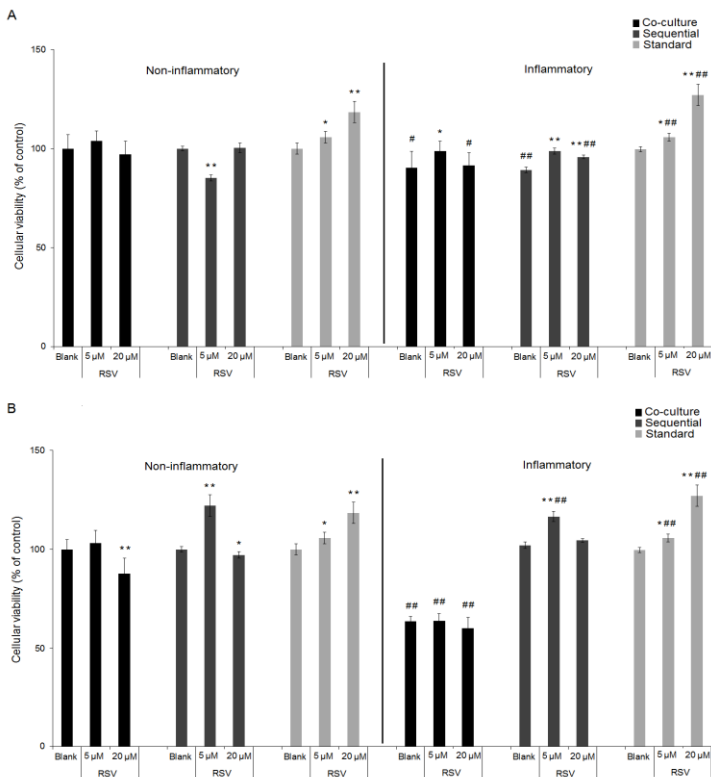 A
Co-culture
Sequential
Standard
150
Non-inflammatory
Inflammatory
100
50
0
Cellular viability (% of control)
** * ** # * # ## ** **## *## **##
Blank 5 µM 20 µM Blank 5 µM 20 µM Blank 5 µM 20 µM Blank 5 µM 20 µM Blank 5 µM 20 µM Blank 5 µM 20 µM
RSV RSV RSV RSV RSV RSV
B
Co-culture
Sequential
Standard
150
Non-inflammatory
Inflammatory
100
50
0
Cellular viability (% of control)
** ** * * ** ## ## ## **## *## **##
Blank 5 µM 20 µM Blank 5 µM 20 µM Blank 5 µM 20 µM Blank 5 µM 20 µM Blank 5 µM 20 µM Blank 5 µM 20 µM
RSV RSV RSV RSV RSV RSV